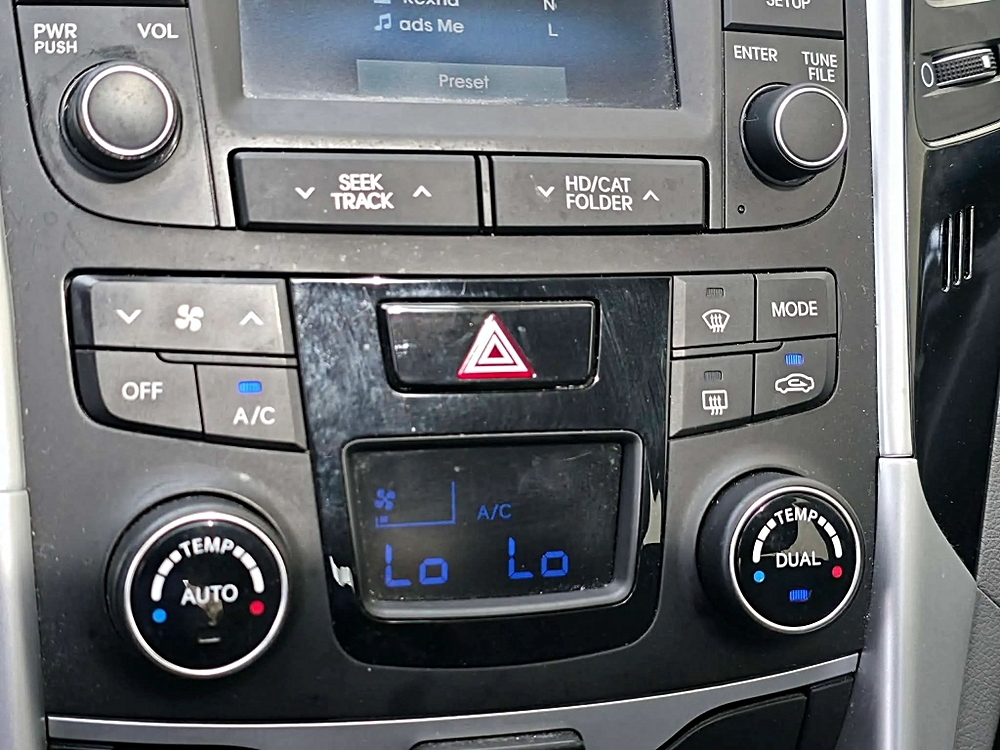 SETUP
ads Me L
Preset
PWR
PUSH
VOL
ENTER
TUNE
FILE
SEEK
TRACK
HD/CAT
FOLDER
OFF
A/C
MODE
A/C
Lo Lo
TEMP
AUTO
TEMP
DUAL